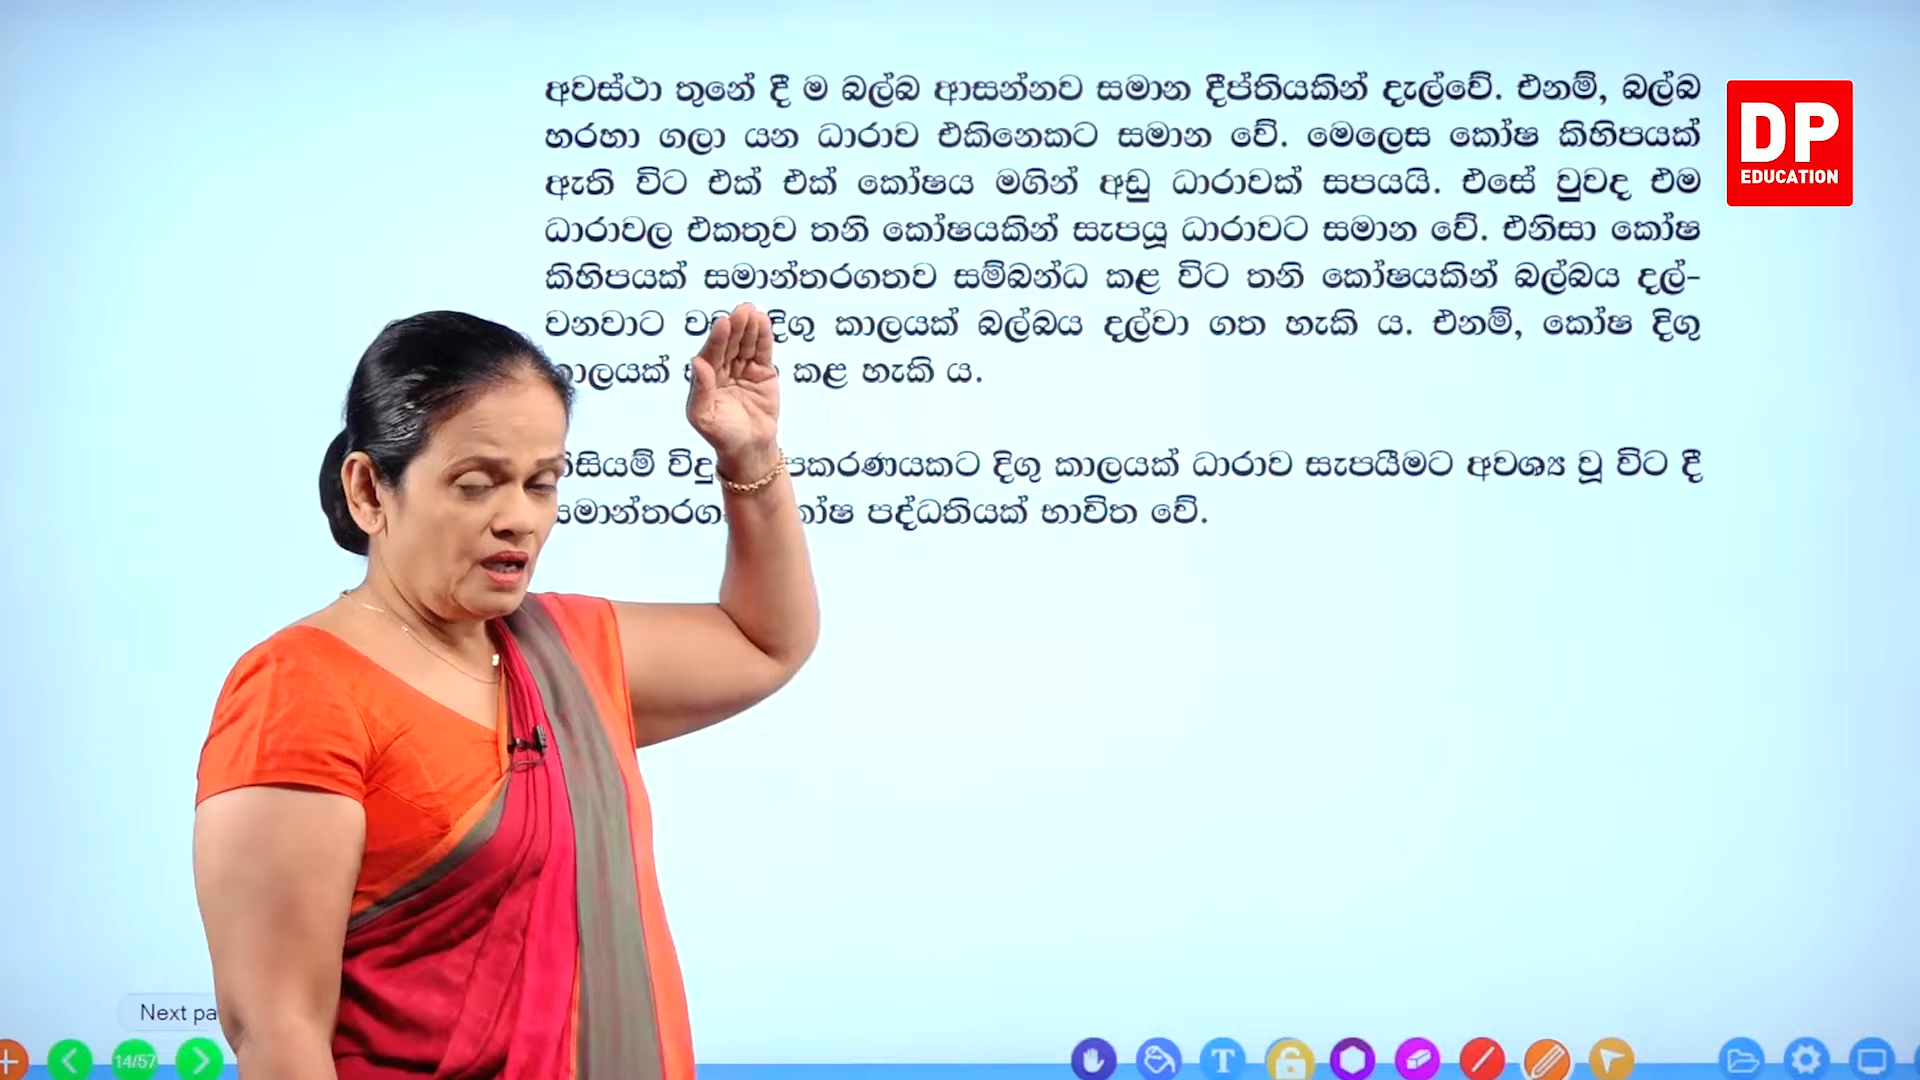 අවස්ථා තුනේ දී ම බල්බ ආසන්නව සමාන දීප්තියකින් දැල්වේ. එනම්, බල්බ
හරහා ගලා යන ධාරාව එකිනෙකට සමාන වේ. මෙලෙස කෝෂ කිහිපයක්
ඇති විට එක් එක් කෝෂය මගින් අඩු ධාරාවක් සපයයි. එසේ වුවද එම
ධාරාවල එකතුව තනි කෝෂයකින් සැපයූ ධාරාවට සමාන වේ. එනිසා කෝෂ
කිහිපයක් සමාන්තරගතව සම්බන්ධ කළ විට තනි කෝෂයකින් බල්බය දල්-
වනවාට දිගු කාලයක් බල්බය දල්වා ගත හැකි ය. එනම්, කෝෂ දිගු
කළ හැකි ය.
දිගු කාලයක් ධාරාව සැපයීමට අවශ්‍ය වූ විට දී
පද්ධතියක් භාවිත වේ.
DP
EDUCATION
Next
14/57
T